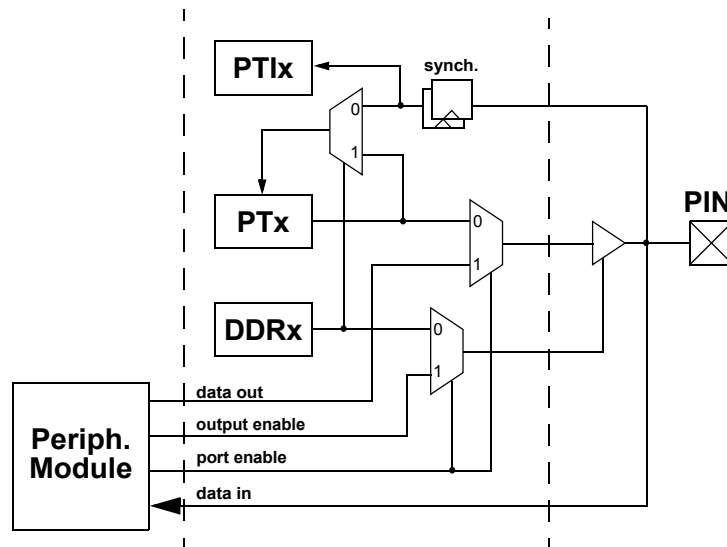 PTIx
synch.
0
1
PTx
PIN
0
1
DDRx
0
1
data out
Periph.
Module
output enable
port enable
data in